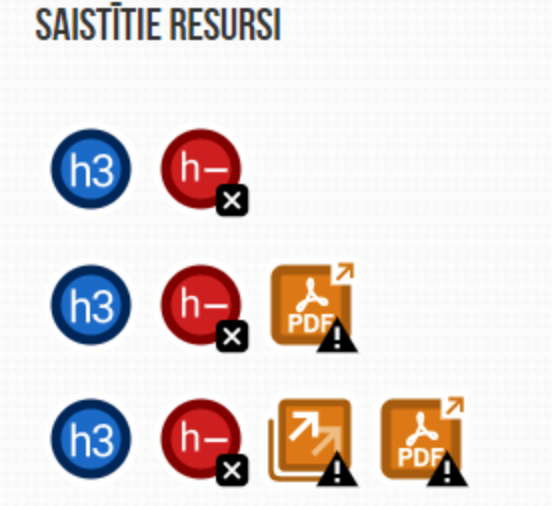 SAISTĪTIE RESURSI
h3 h–
h3 h– PDF
h3 h– PDF